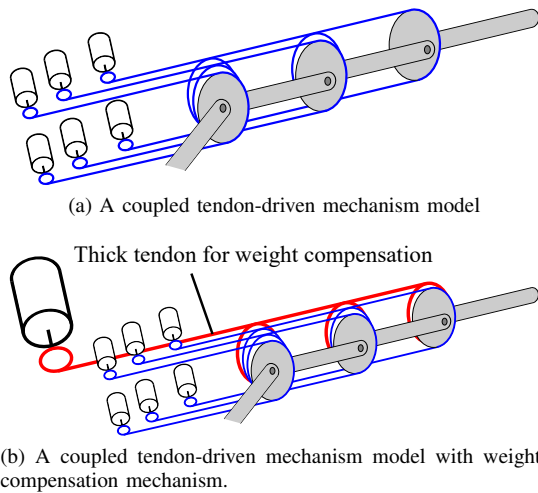 (a) A coupled tendon-driven mechanism model
Thick tendon for weight compensation
(b) A coupled tendon-driven mechanism model with weight
compensation mechanism.